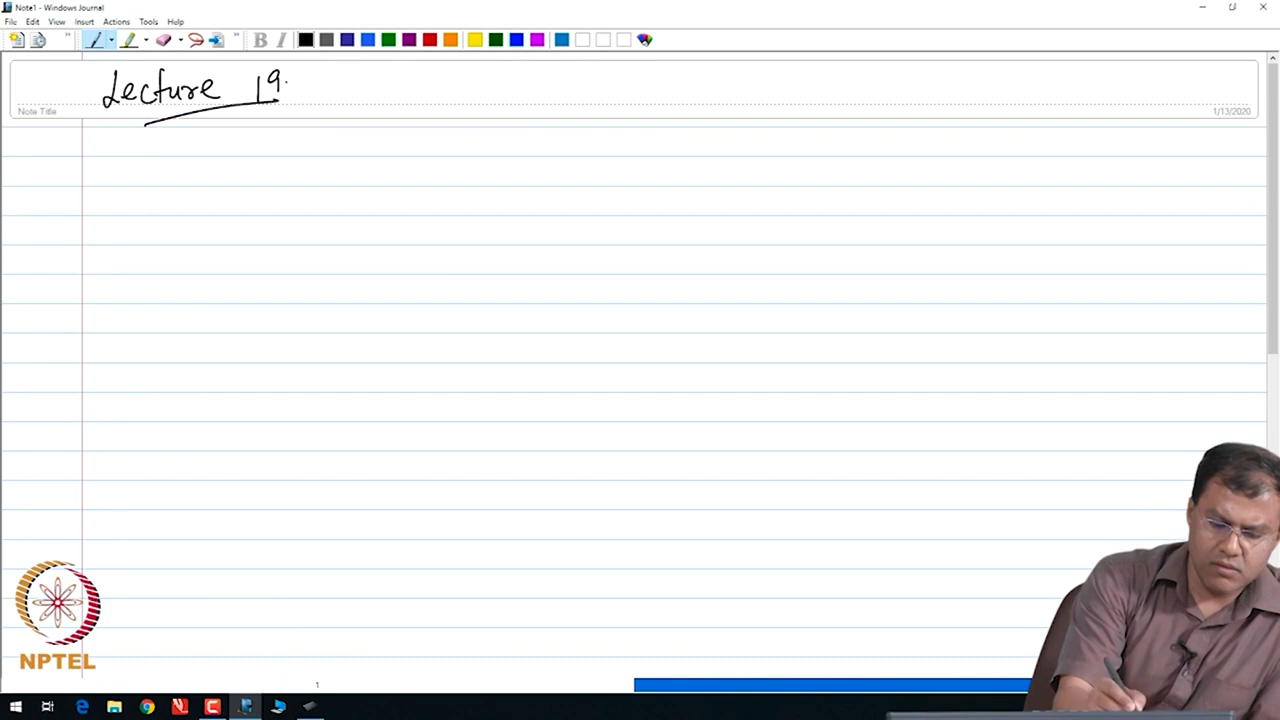 Note1 - Windows Journal
File Edit View Insert Actions Tools Help
B I
Lecture 19.
Note Title
1/13/2020
NPTEL
1